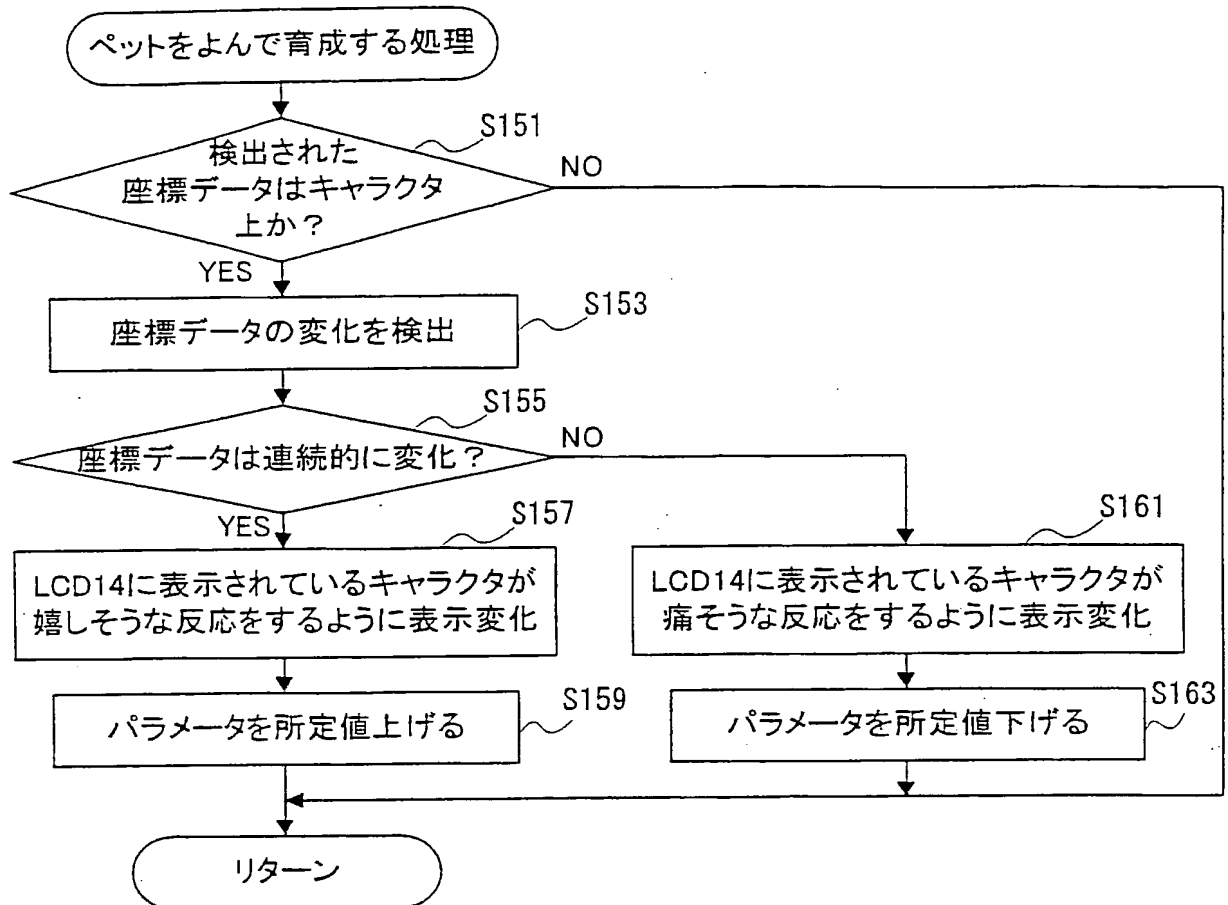 ペットをよんで育成する処理
S151
検出された
座標データはキャラクタ
上か？
NO
YES
S153
座標データの変化を検出
S155
座標データは連続的に変化？
NO
YES
S157
LCD14に表示されているキャラクタが
嬉しそうな反応をするように表示変化
S161
LCD14に表示されているキャラクタが
痛そうな反応をするように表示変化
S159
パラメータを所定値上げる
S163
パラメータを所定値下げる
リターン